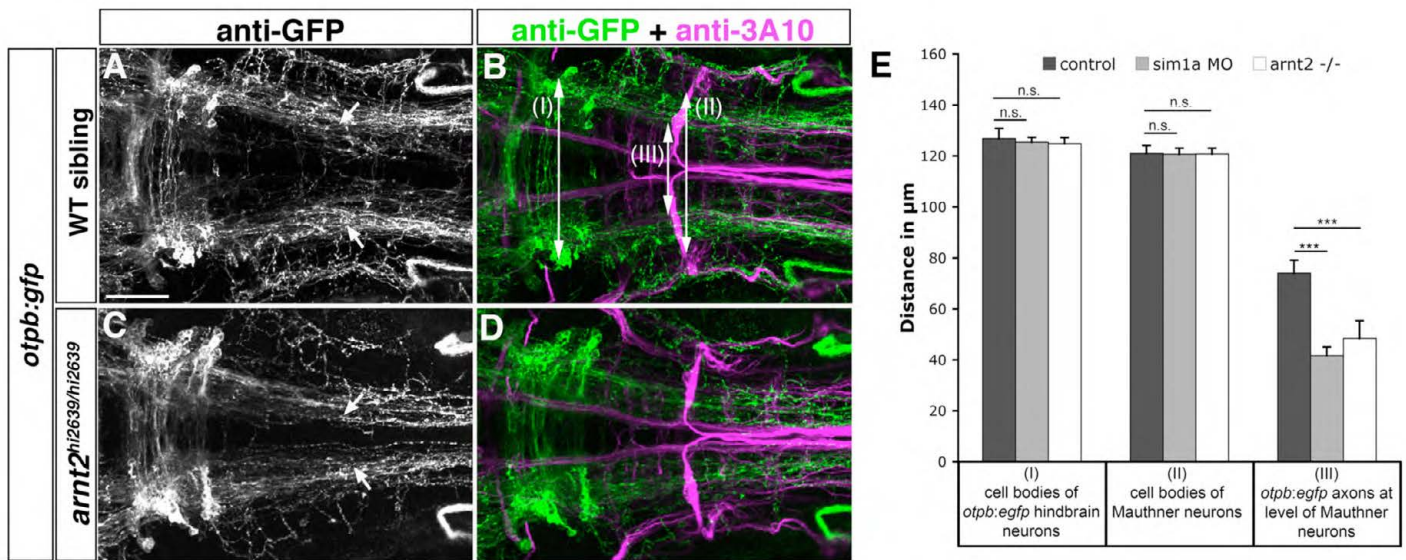 anti-GFP
anti-GFP + anti-3A10
otpb:gfp
WT sibling
arnt2hi2639/hi2639
A
B
(I)
(II)
(III)
C
D
E
control
sim1a MO
arnt2 -/-
Distance in µm
160
140
120
100
80
60
40
20
0
n.s.
n.s.
n.s.
n.s.
***
***
(I)
cell bodies of
otpb:egfp hindbrain
neurons
(II)
cell bodies of
Mauthner neurons
(III)
otpb:egfp axons at
level of Mauthner
neurons